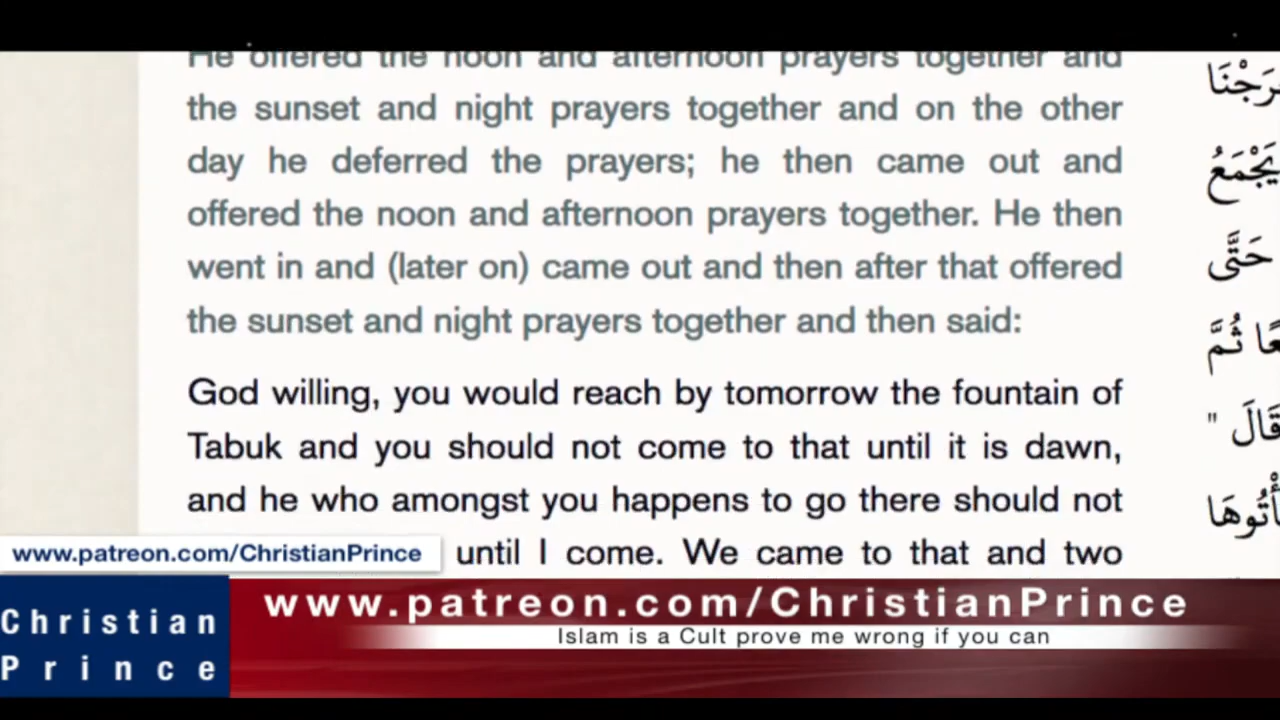 He offered the noon and afternoon prayers together and
the sunset and night prayers together and on the other
day he deferred the prayers; he then came out and
offered the noon and afternoon prayers together. He then
went in and (later on) came out and then after that offered
the sunset and night prayers together and then said:
God willing, you would reach by tomorrow the fountain of
Tabuk and you should not come to that until it is dawn,
and he who amongst you happens to go there should not
until I come. We came to that and two
يَجْمَعُ
حَتَّى
ثُمَّ
قَالَ "
www.patreon.com/ChristianPrince
Christian
Prince
www.patreon.com/ChristianPrince
Islam is a Cult prove me wrong if you can